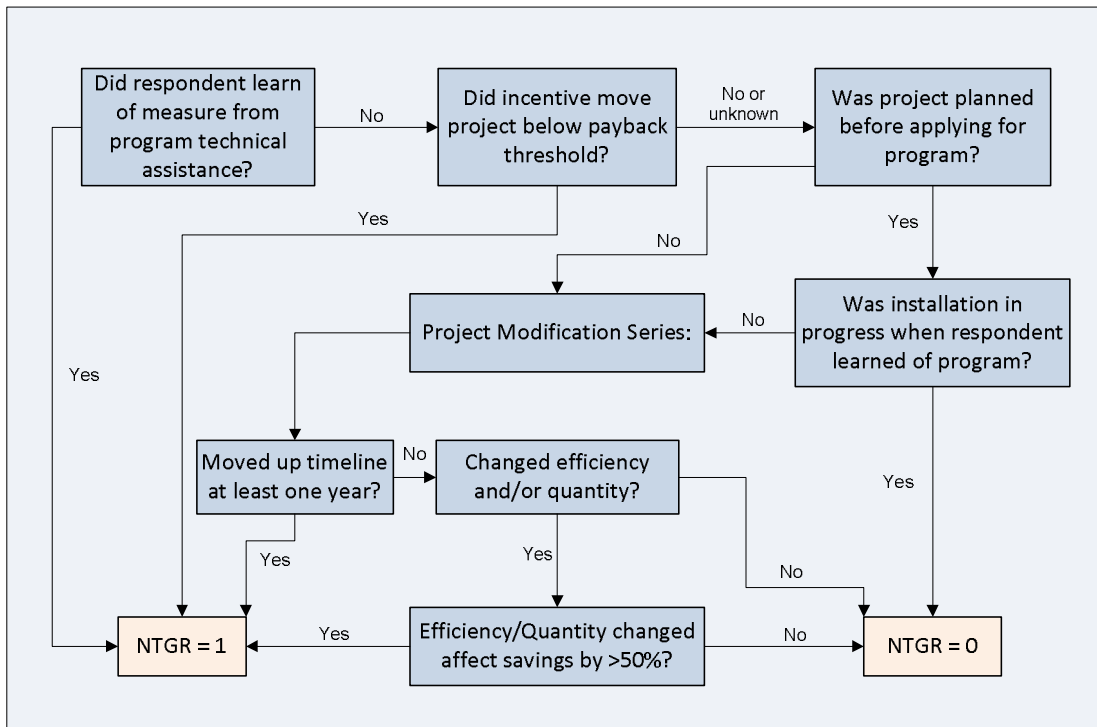 Did respondent learn
of measure from
program technical
assistance?
No
Did incentive move
project below payback
threshold?
No or
unknown
Was project planned
before applying for
program?
Yes
No
Yes
Project Modification Series:
No
Was installation in
progress when respondent
learned of program?
Yes
Moved up timeline
at least one year?
No
Changed efficiency
and/or quantity?
Yes
Yes
Yes
No
NTGR = 1
Yes
Efficiency/Quantity changed
affect savings by >50%?
No
NTGR = 0